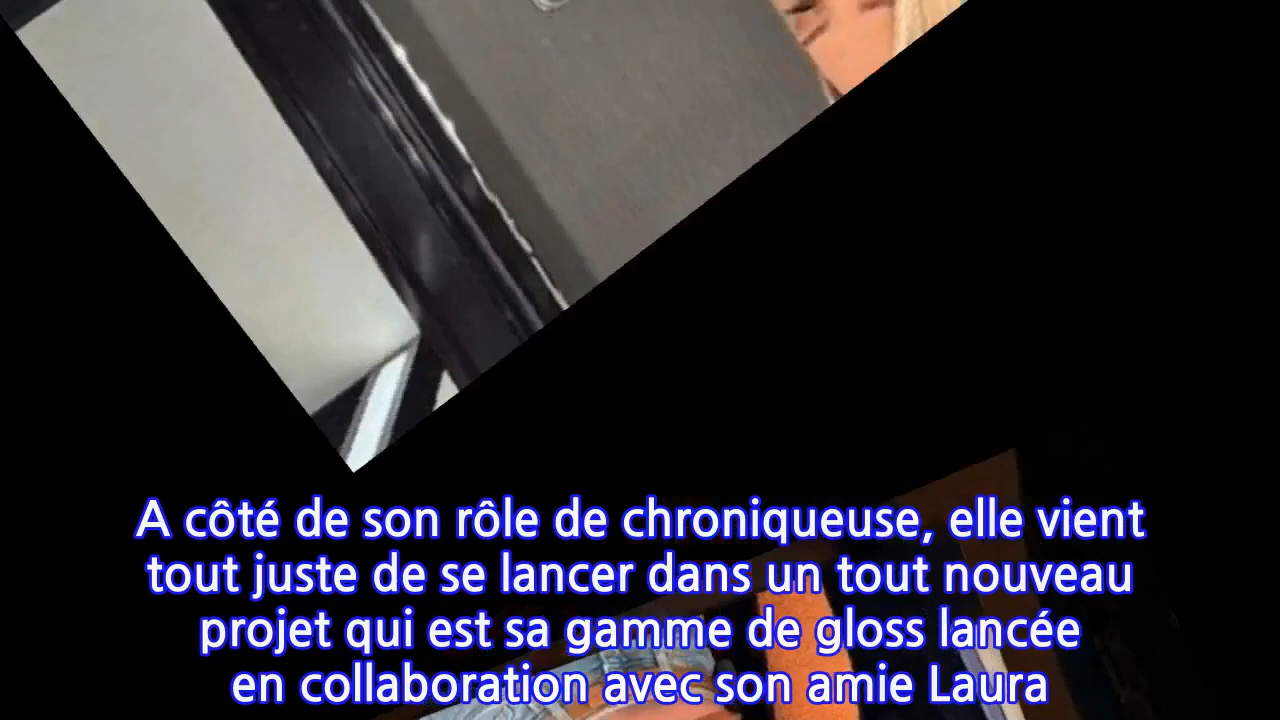 A côté de son rôle de chroniqueuse, elle vient
tout juste de se lancer dans un tout nouveau
projet qui est sa gamme de gloss lancée
en collaboration avec son amie Laura